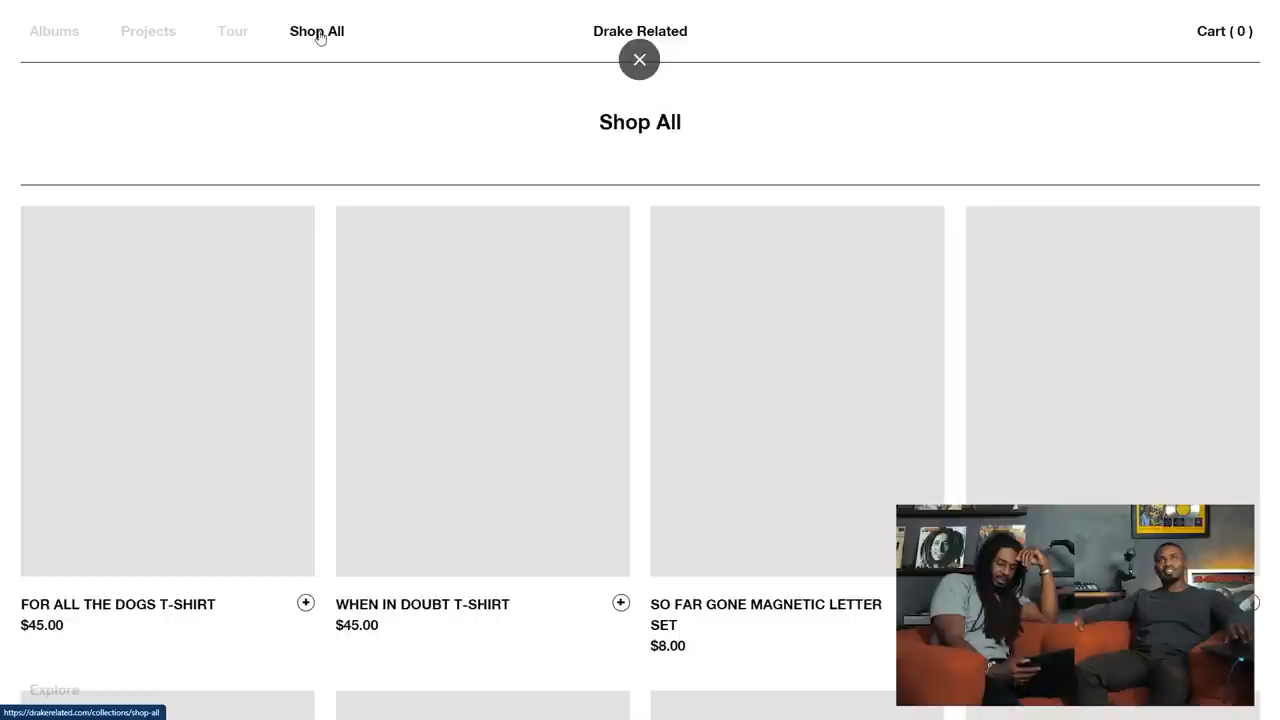 Albums Projects Tour Shop All Drake Related Cart ( 0 )
Shop All
FOR ALL THE DOGS T-SHIRT
$45.00
WHEN IN DOUBT T-SHIRT
$45.00
SO FAR GONE MAGNETIC LETTER
SET
$8.00
Explore
https://drakerelated.com/collections/shop-all